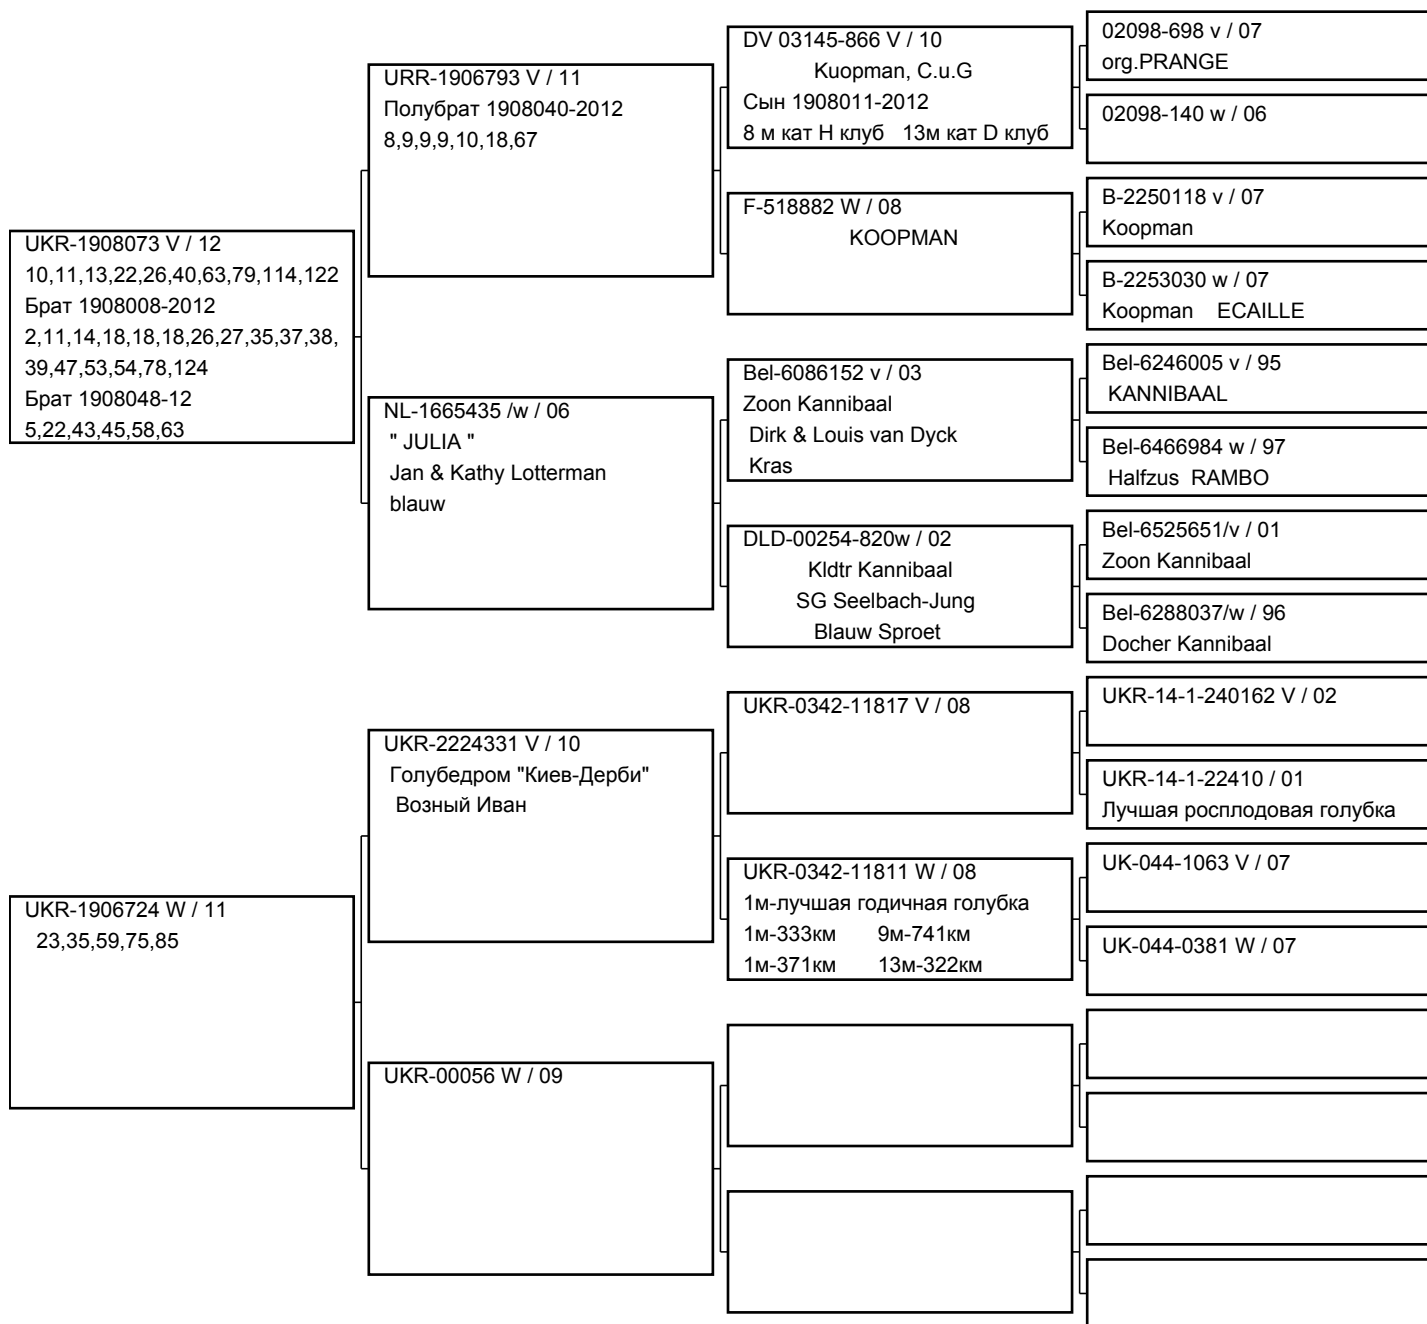 UKR-1908073 V / 12
10,11,13,22,26,40,63,79,114,122
Брат 1908008-2012
2,11,14,18,18,18,26,27,35,37,38,
39,47,53,54,78,124
Брат 1908048-12
5,22,43,45,58,63
UKR-1906724 W / 11
23,35,59,75,85
URR-1906793 V / 11
Полубрат 1908040-2012
8,9,9,9,10,18,67
NL-1665435 /w / 06
" JULIA "
Jan & Kathy Lotterman
blauw
UKR-2224331 V / 10
Голубедром "Киев-Дерби"
Возный Иван
UKR-00056 W / 09
DV 03145-866 V / 10
Kuopman, C.u.G
Сын 1908011-2012
8 м кат H клуб 13м кат D клуб
F-518882 W / 08
KOOPMAN
Bel-6086152 v / 03
Zoon Kannibaal
Dirk & Louis van Dyck
Kras
DLD-00254-820w / 02
Kldtr Kannibaal
SG Seelbach-Jung
Blauw Sproet
UKR-0342-11817 V / 08
UKR-0342-11811 W / 08
1м-лучшая годичная голубка
1м-333км 9м-741км
1м-371км 13м-322км
02098-698 v / 07
org.PRANGE
02098-140 w / 06
B-2250118 v / 07
Koopman
B-2253030 w / 07
Koopman ECAILLE
Bel-6246005 v / 95
KANNIBAAL
Bel-6466984 w / 97
Halfzus RAMBO
Bel-6525651/v / 01
Zoon Kannibaal
Bel-6288037/w / 96
Docher Kannibaal
UKR-14-1-240162 V / 02
UKR-14-1-22410 / 01
Лучшая росплодовая голубка
UK-044-1063 V / 07
UK-044-0381 W / 07